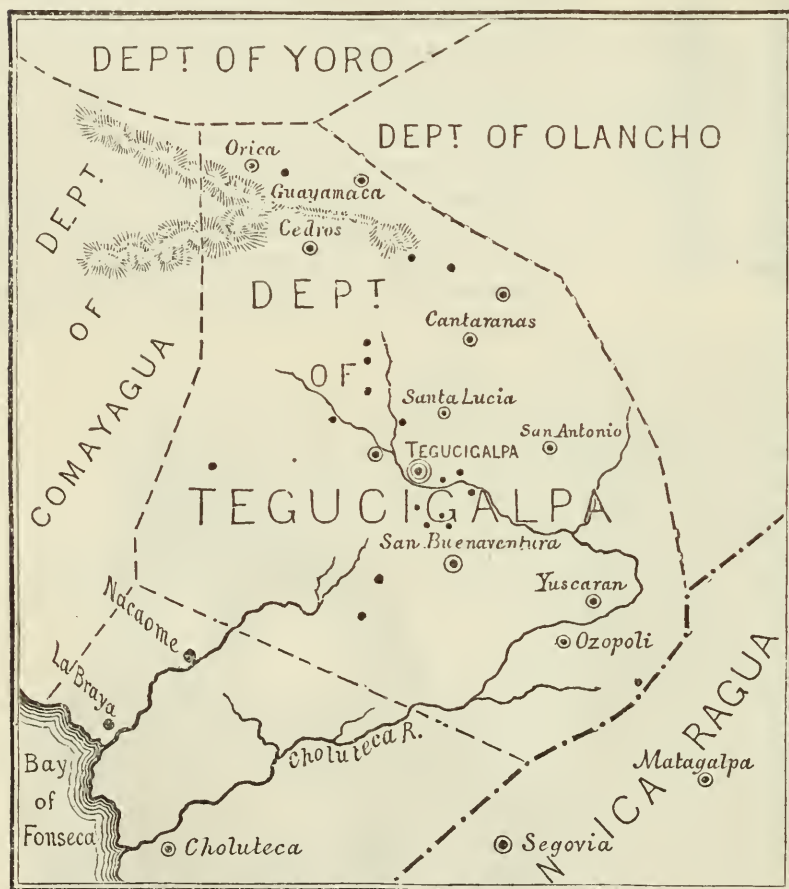 DEPT OF YORO
DEPT. OF OLANCHO
Orica
Guayamaca
DEPT.
OF
COMAYAGUA
Cedros
DEPT
OF
TEGUCIGALPA
Cantaranas
Santa Lucia
San Antonio
TEGUCIGALPA
San Buenaventura
Yuscaran
Nacaome
Ozopoli
La Braya
Choluteca R.
Bay
of
Fonseca
Matagalpa
NICARAGUA
Choluteca
Segovia